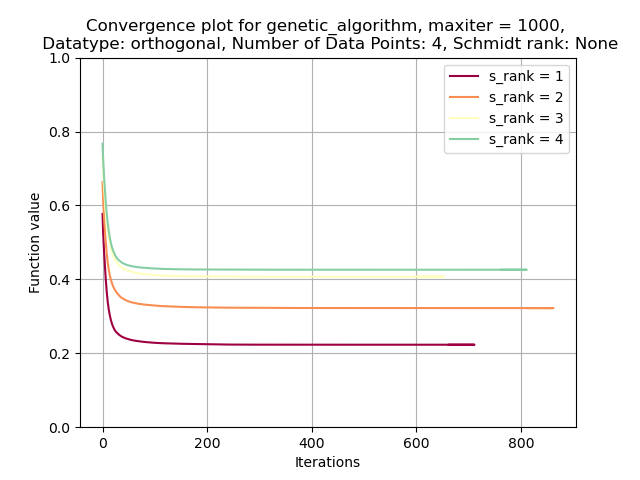 Convergence plot for genetic_algorithm, maxiter = 1000,
Datatype: orthogonal, Number of Data Points: 4, Schmidt rank: None
1.0
0.8
0.6
0.4
0.2
0.0
Function value
s_rank = 1
s_rank = 2
s_rank = 3
s_rank = 4
0 200 400 600 800
Iterations